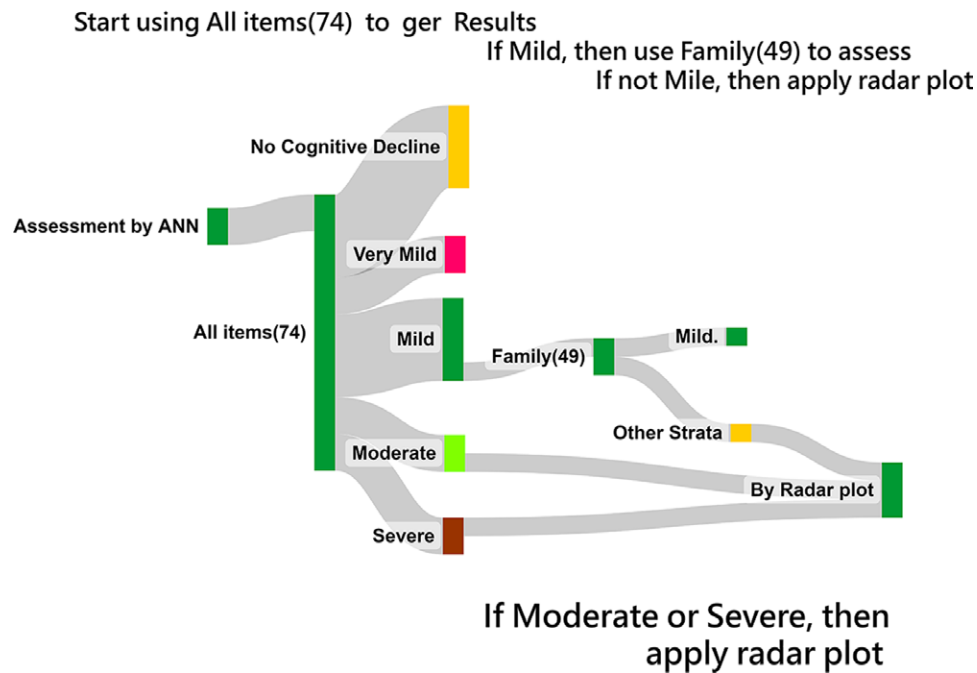 Start using All items(74) to ger Results
If Mild, then use Family(49) to assess
If not Mile, then apply radar plot
No Cognitive Decline
Assessment by ANN
Very Mild
All items(74)
Mild
Family(49)
Mild.
Other Strata
Moderate
By Radar plot
Severe
If Moderate or Severe, then
apply radar plot